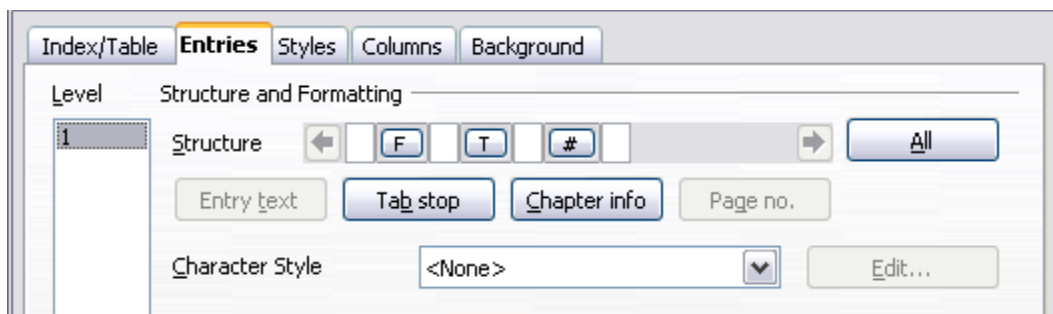 Index/Table Entries Styles Columns Background
Level Structure and Formatting
1 Structure F T # All
Entry text Tab stop Chapter info Page no.
Character Style <None> Edit...